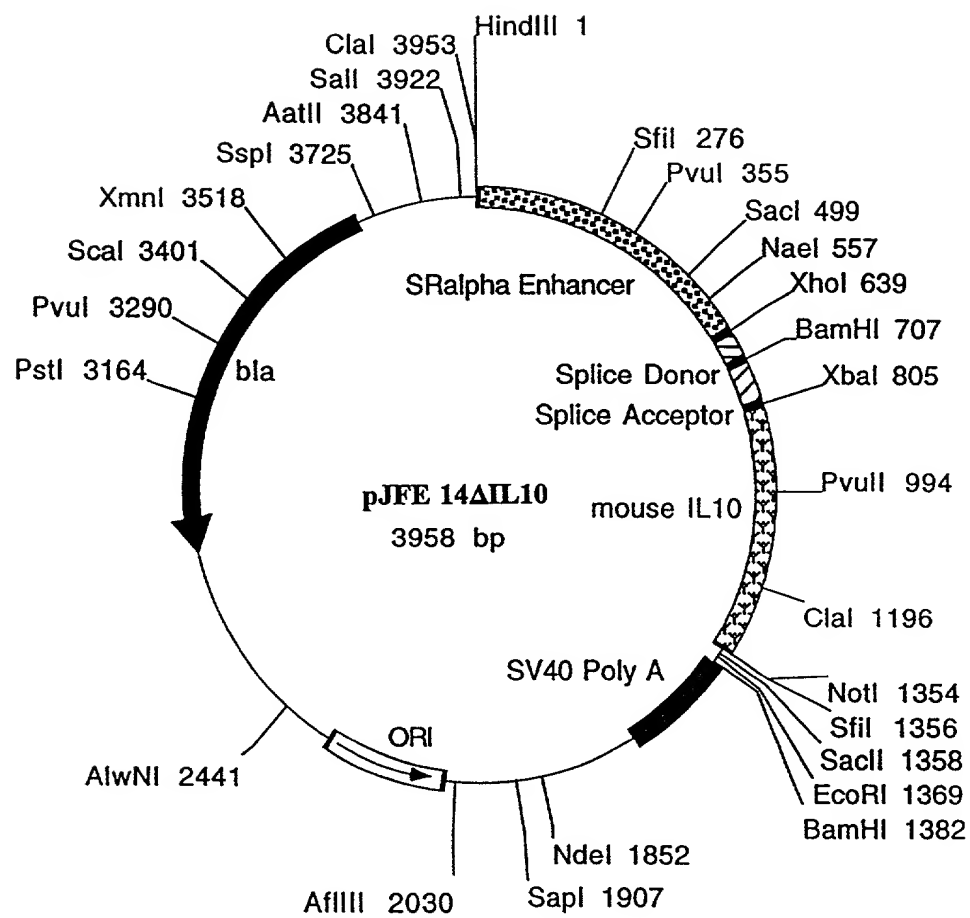 HindIII 1
ClaI 3953
SalI 3922
AatII 3841
SspI 3725
XmnI 3518
ScaI 3401
PvuI 3290
PstI 3164
SfiI 276
PvuI 355
SacI 499
NaeI 557
XhoI 639
BamHI 707
XbaI 805
PvuII 994
ClaI 1196
NotI 1354
SfiI 1356
SacII 1358
EcoRI 1369
BamHI 1382
NdeI 1852
SapI 1907
AflIII 2030
AlwNI 2441
SRalpha Enhancer
bla
Splice Donor
Splice Acceptor
mouse IL10
pJFE 14ΔIL10
3958 bp
SV40 Poly A
ORI